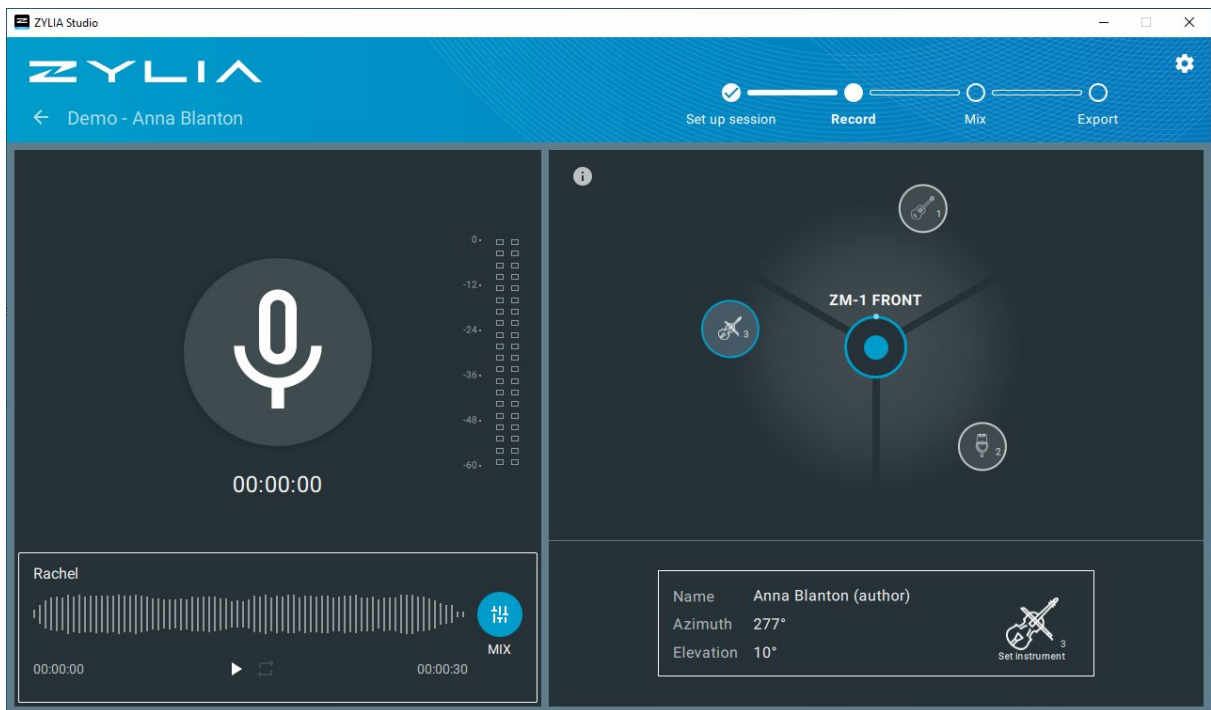 ZYLIA Studio
ZYLIA
Demo - Anna Blanton
Set up session
Record
Mix
Export
0
-12
-24
-36
-48
-60
00:00:00
Rachel
MIX
00:00:00
00:00:30
1
ZM-1 FRONT
3
2
Name Anna Blanton (author)
Azimuth 277°
Elevation 10°
3
Set instrument